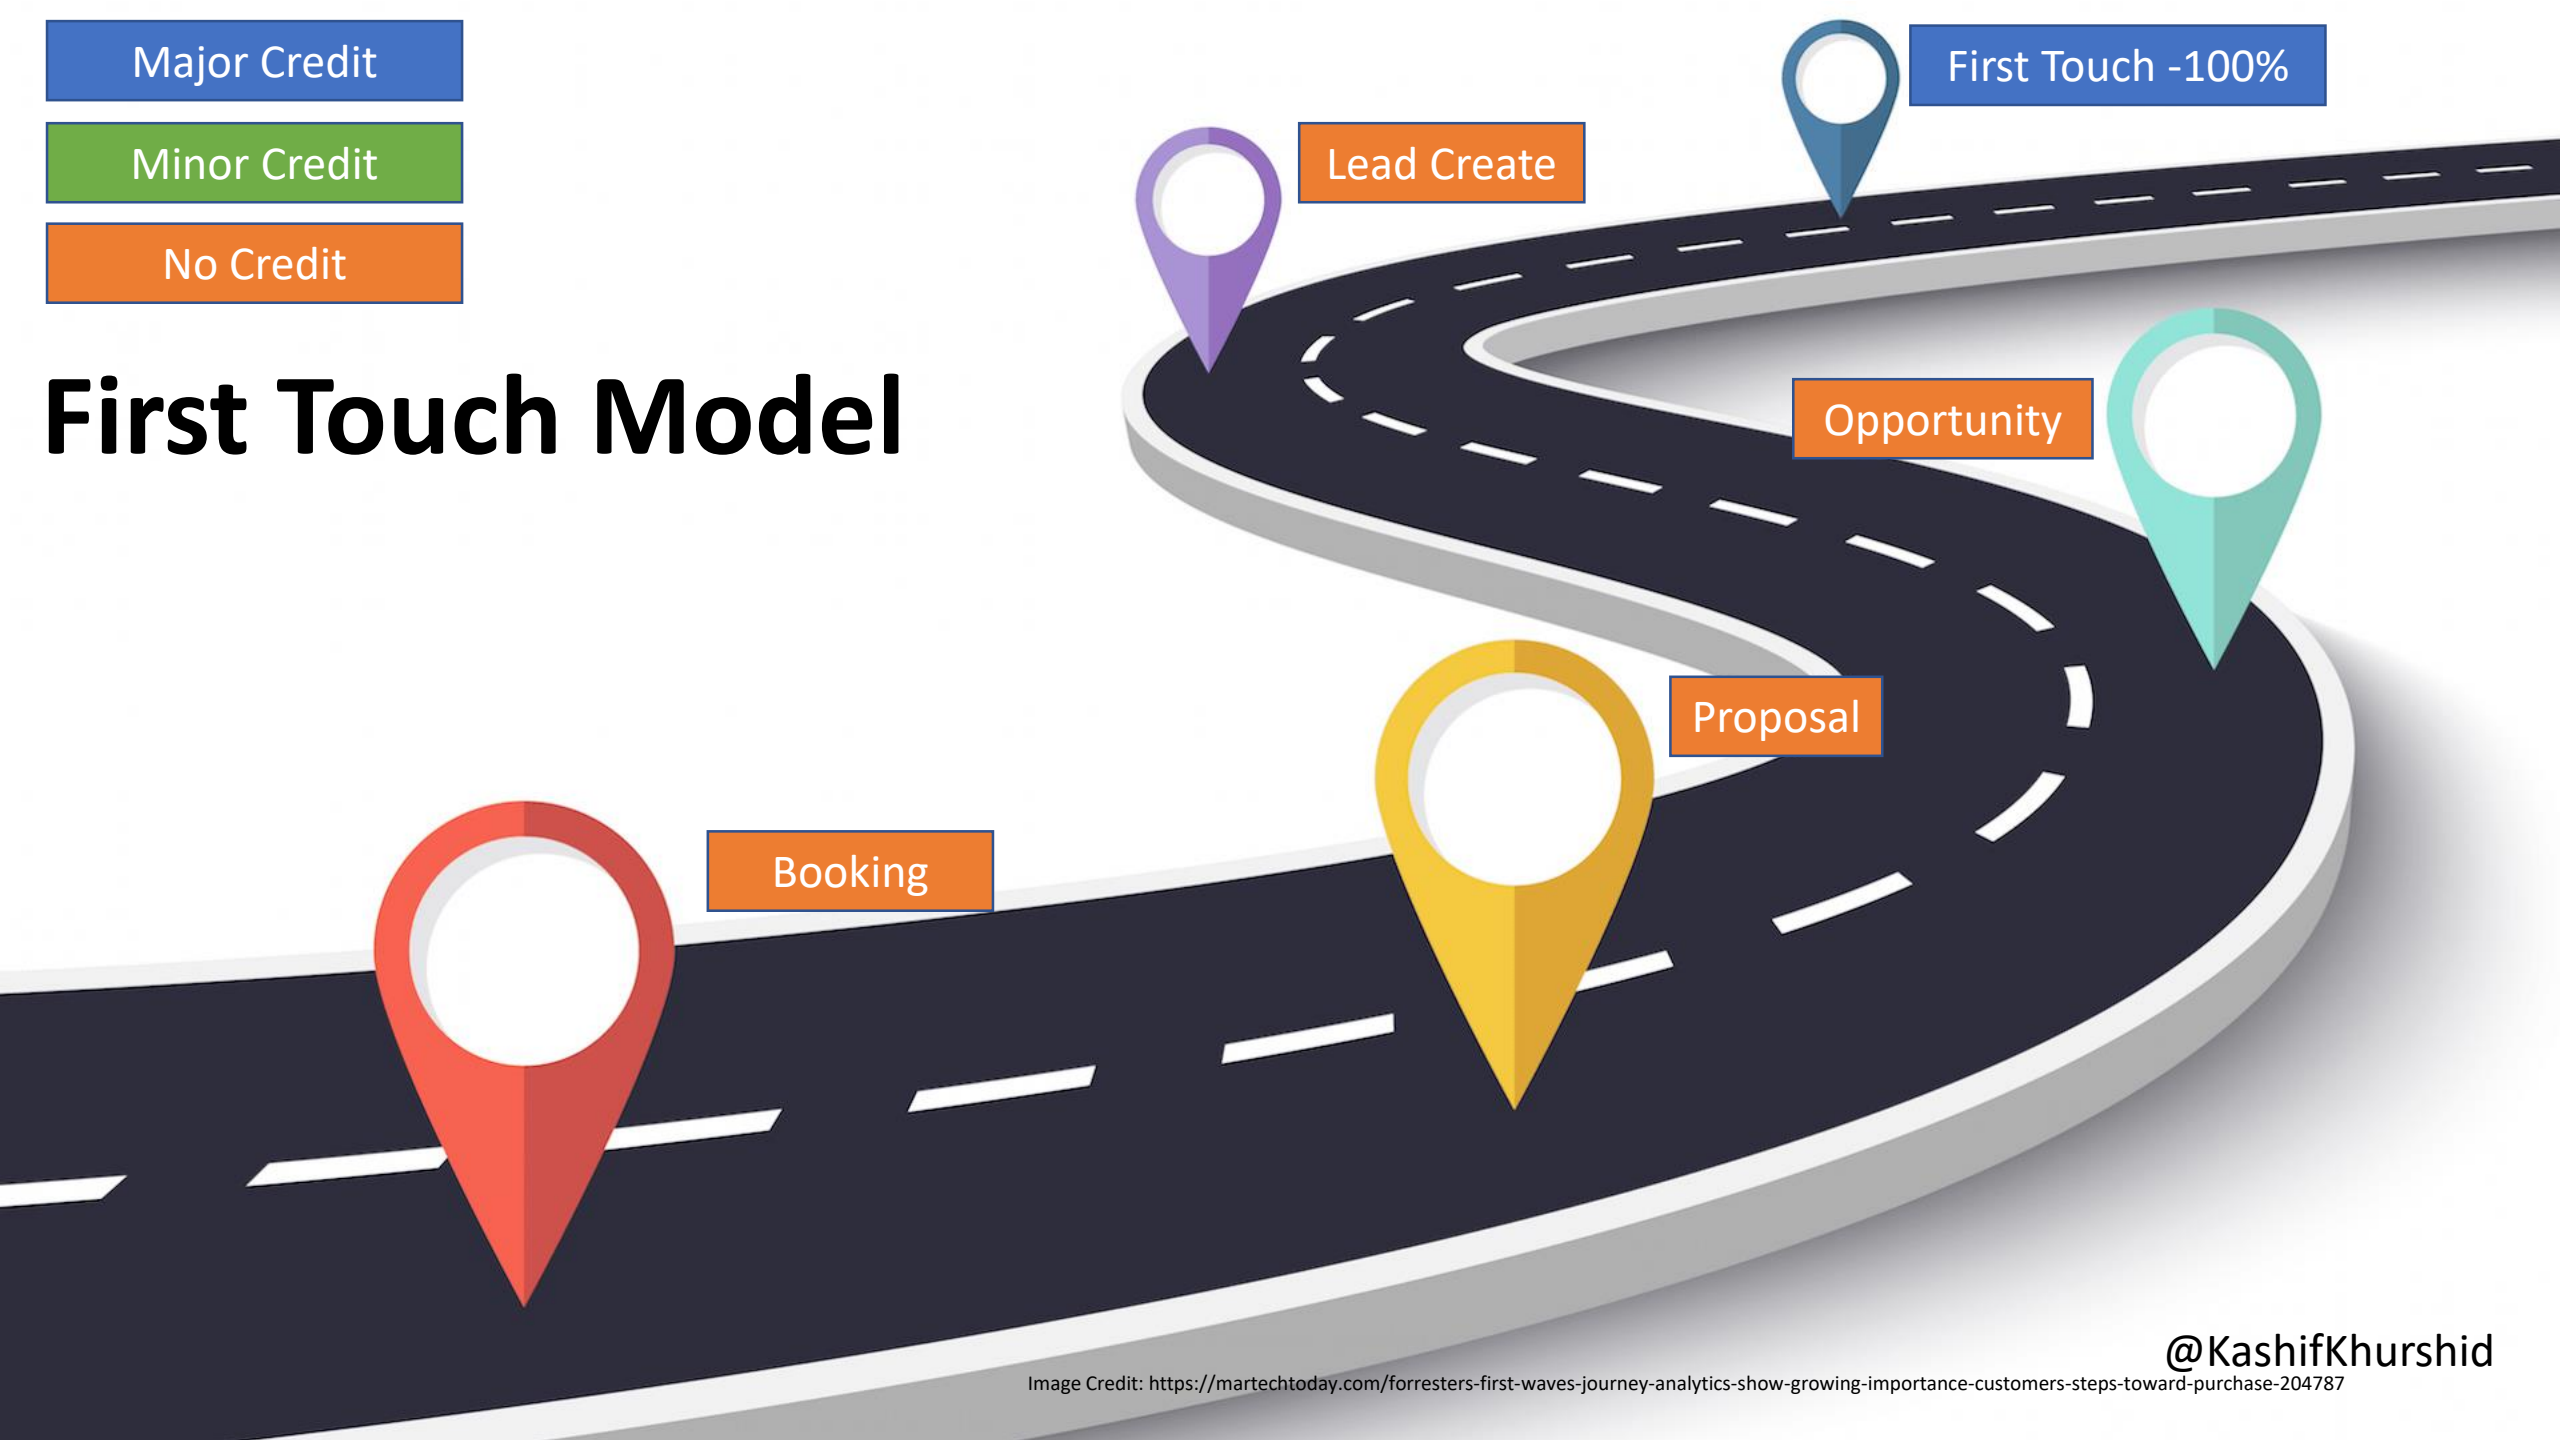 Major Credit
Minor Credit
No Credit
First Touch Model
First Touch -100%
Lead Create
Opportunity
Proposal
Booking
@KashifKhurshid
Image Credit: https://martechtoday.com/forresters-first-waves-journey-analytics-show-growing-importance-customers-steps-toward-purchase-204787